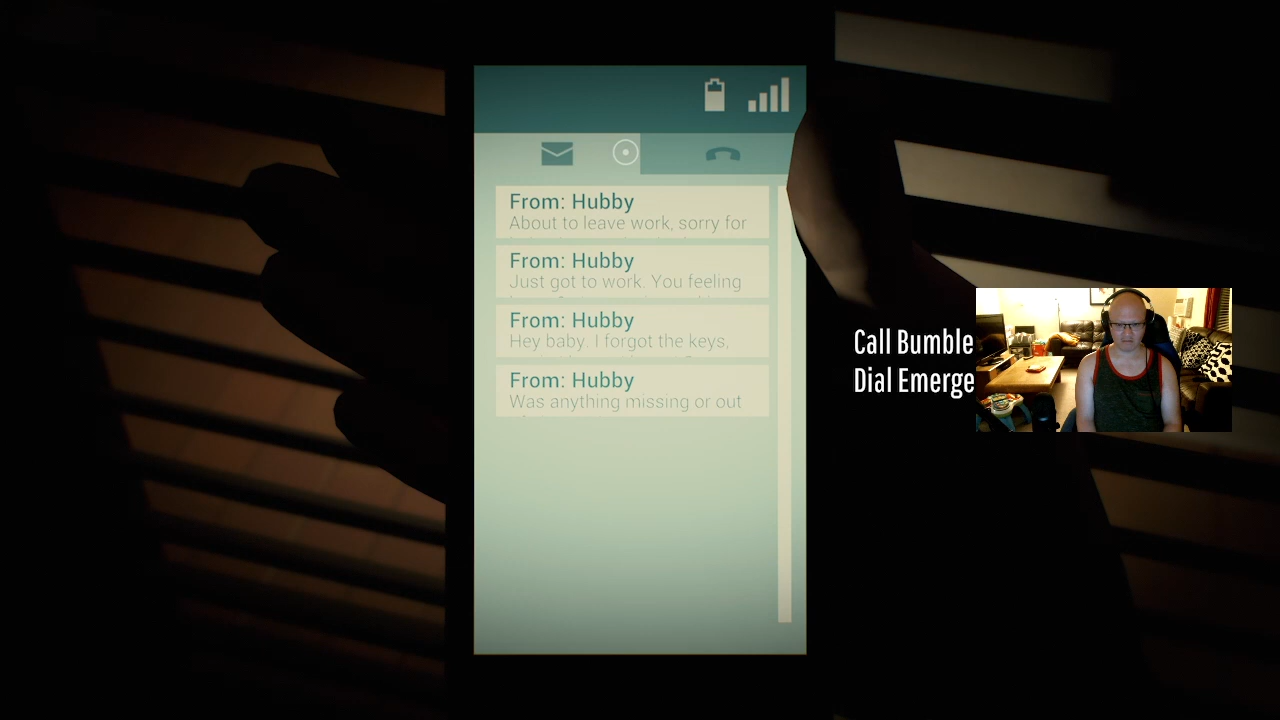 From: Hubby
About to leave work, sorry for
From: Hubby
Just got to work. You feeling
From: Hubby
Hey baby. I forgot the keys,
From: Hubby
Was anything missing or out
Call Bumble
Dial Emerge